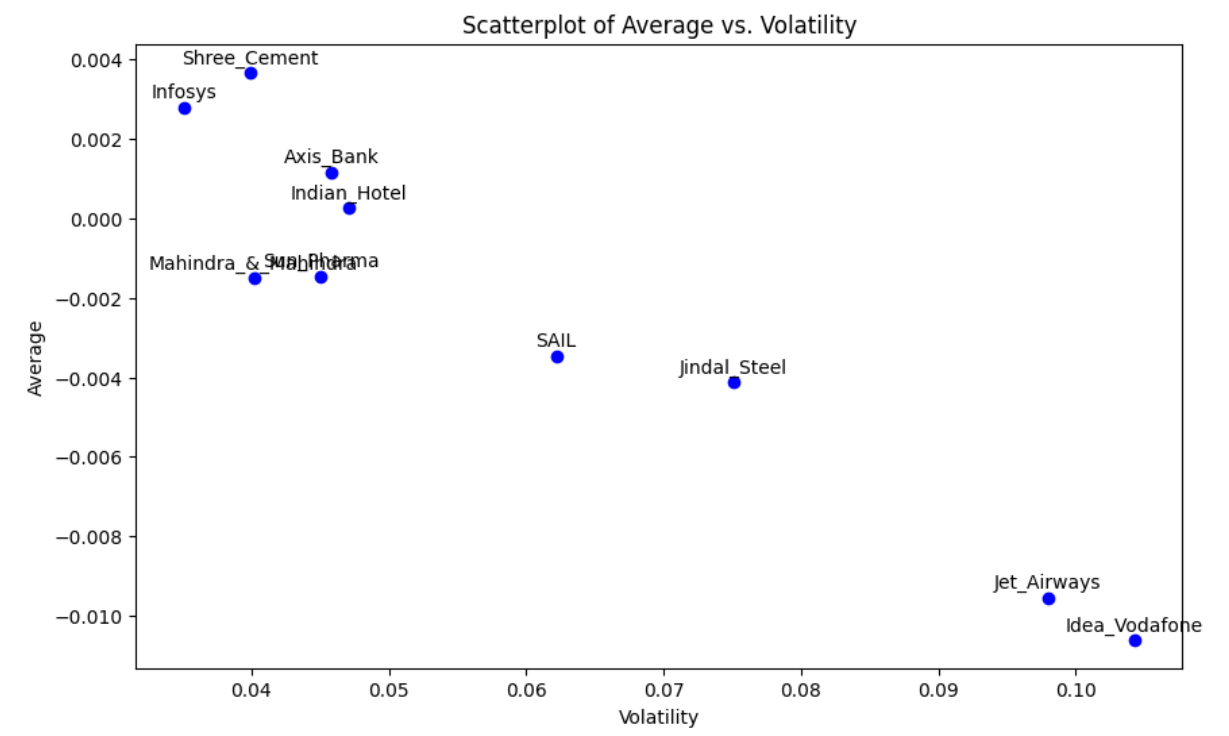 Scatterplot of Average vs. Volatility
0.004
Shree_Cement
Infosys
0.002
Axis_Bank
Indian_Hotel
0.000
Mahindra_&_Mahindra
Sun_Pharma
−0.002
SAIL
Jindal_Steel
−0.004
Average
−0.006
−0.008
Jet_Airways
−0.010
Idea_Vodafone
0.04 0.05 0.06 0.07 0.08 0.09 0.10
Volatility